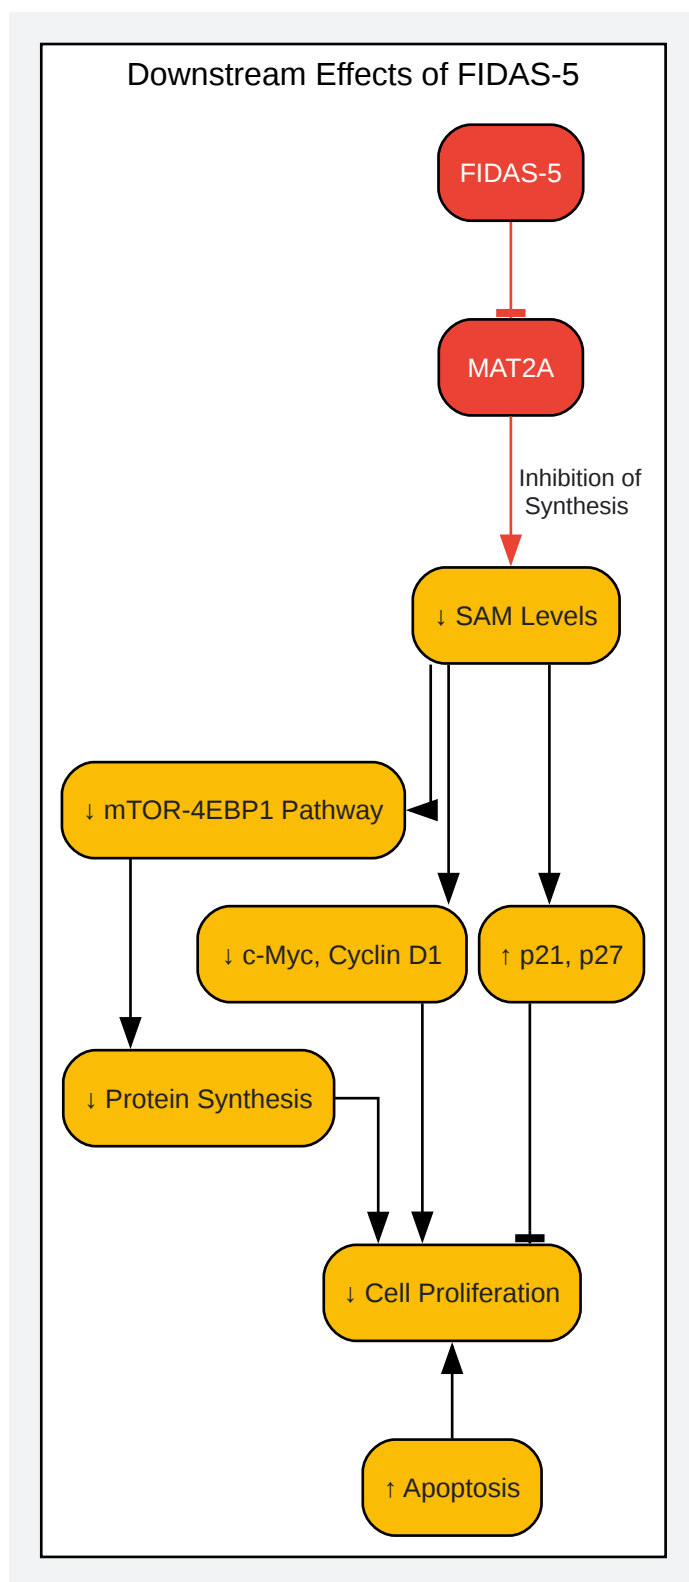 Downstream Effects of FIDAS-5
FIDAS-5
MAT2A
Inhibition of
Synthesis
↓ SAM Levels
↓ mTOR-4EBP1 Pathway
↓ c-Myc, Cyclin D1
↑ p21, p27
↓ Protein Synthesis
↓ Cell Proliferation
↑ Apoptosis